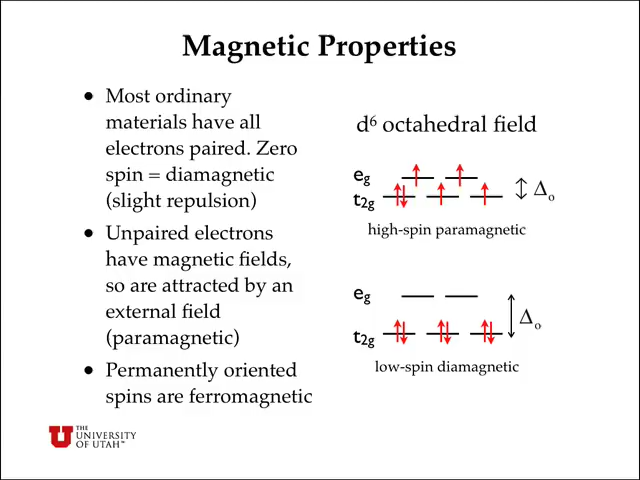 Magnetic Properties
• Most ordinary
materials have all
electrons paired. Zero
spin = diamagnetic
(slight repulsion)
• Unpaired electrons
have magnetic fields,
so are attracted by an
external field
(paramagnetic)
• Permanently oriented
spins are ferromagnetic
d⁶ octahedral field
eg
t2g
Δo
high-spin paramagnetic
eg
t2g
Δo
low-spin diamagnetic
THE
UNIVERSITY
OF UTAH™